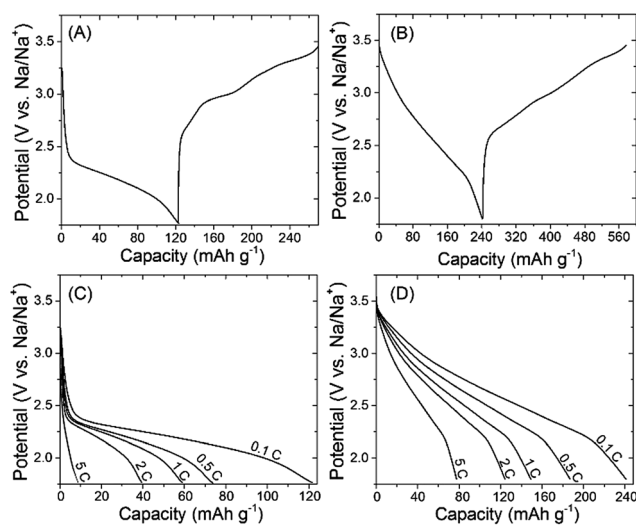 (A)
Potential (V vs. Na/Na⁺)
3.5
3.0
2.5
2.0
0 40 80 120 160 200 240
Capacity (mAh g⁻¹)
(B)
Potential (V vs. Na/Na⁺)
3.5
3.0
2.5
2.0
0 80 160 240 320 400 480 560
Capacity (mAh g⁻¹)
(C)
Potential (V vs. Na/Na⁺)
3.5
3.0
2.5
2.0
5 C 2 C 1 C 0.5 C 0.1 C
0 20 40 60 80 100 120
Capacity (mAh g⁻¹)
(D)
Potential (V vs. Na/Na⁺)
3.5
3.0
2.5
2.0
5 C 2 C 1 C 0.5 C 0.1 C
0 40 80 120 160 200 240
Capacity (mAh g⁻¹)